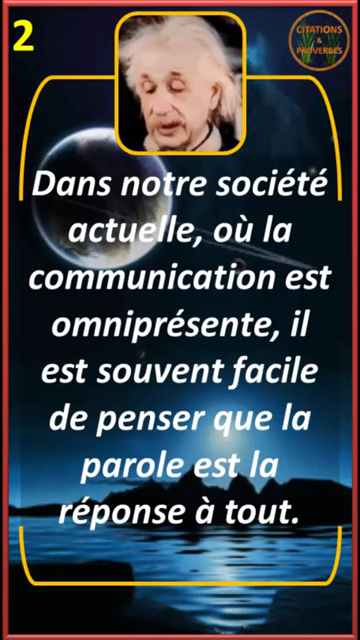 2
CITATIONS
&
PROVERBES
Dans notre société
actuelle, où la
communication est
omniprésente, il
est souvent facile
de penser que la
parole est la
réponse à tout.